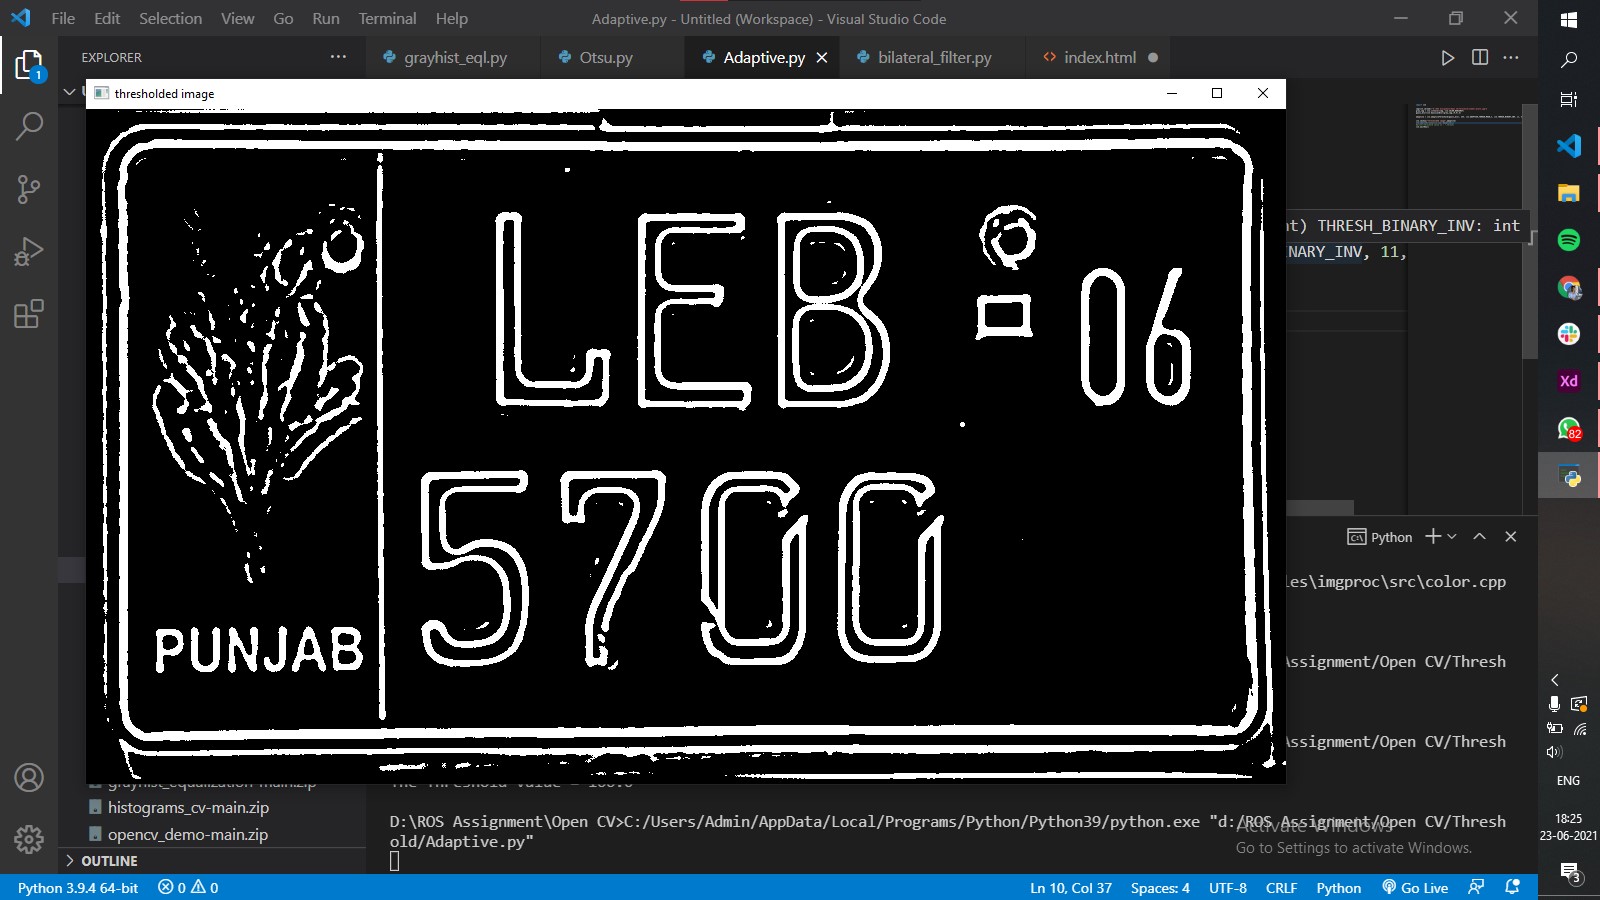 File Edit Selection View Go Run Terminal Help
Adaptive.py - Untitled (Workspace) - Visual Studio Code
EXPLORER
grayhist_eql.py
Otsu.py
Adaptive.py
bilateral_filter.py
index.html
1
thresholded image
THRESH_BINARY_INV: int
NARY_INV, 11,
LEB 06
5700
PUNJAB
Python
les\imgproc\src\color.cpp
Assignment/Open CV/Thresh
Assignment/Open CV/Thresh
histograms_cv-main.zip
opencv_demo-main.zip
OUTLINE
D:\ROS Assignment\Open CV>C:/Users/Admin/AppData/Local/Programs/Python/Python39/python.exe "d:/ROS Assignment/Open CV/Thresh
old/Adaptive.py"
Activate Windows
Go to Settings to activate Windows.
Python 3.9.4 64-bit 0 0
Ln 10, Col 37 Spaces: 4 UTF-8 CRLF Python Go Live
Xd
82
ENG
18:25
23-06-2021
3